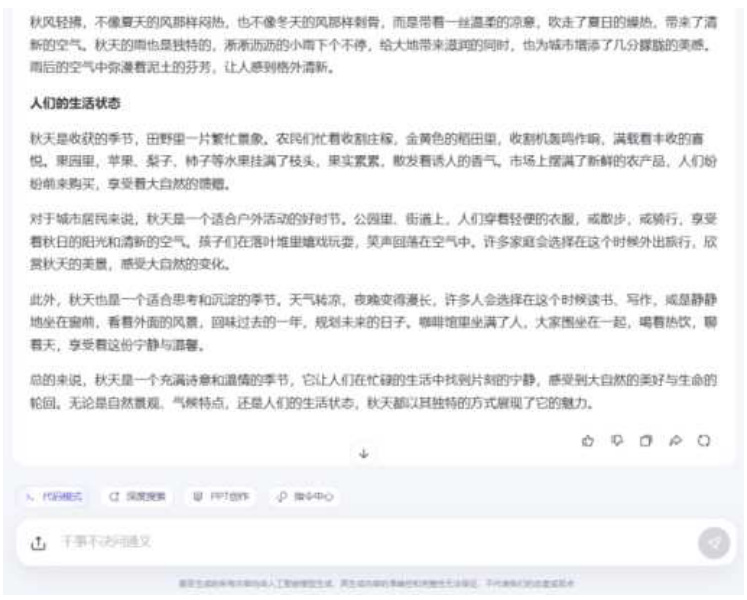 秋风轻拂，不像夏天的风那样闷热，也不像冬天的风那样刺骨，而是带着一丝温柔的凉意，吹走了夏日的燥热，带来了清
新的空气。秋天的雨也是独特的，淅淅沥沥的小雨下个不停，给大地带来滋润的同时，也为城市增添了几分朦胧的美感。
雨后的空气中弥漫着泥土的芬芳，让人感到格外清新。
人们的生活状态
秋天是收获的季节，田野里一片繁忙景象。农民们忙着收割庄稼，金黄色的稻田里，收割机轰鸣作响，满载着丰收的喜
悦。果园里，苹果、梨子、柿子等水果挂满了枝头，果实累累，散发着诱人的香气。市场上摆满了新鲜的农产品，人们纷
纷前来购买，享受着大自然的馈赠。
对于城市居民来说，秋天是一个适合户外活动的好时节。公园里、街道上，人们穿着轻便的衣服，或散步，或骑行，享受
着秋日的阳光和清新的空气。孩子们在落叶堆里嬉戏玩耍，笑声回荡在空气中。许多家庭会选择在这个时候外出旅行，欣
赏秋天的美景，感受大自然的变化。
此外，秋天也是一个适合思考和沉淀的季节。天气转凉，夜晚变得漫长，许多人会选择在这个时候读书、写作，或是静静
地坐在窗前，看着外面的风景，回味过去的一年，规划未来的日子。咖啡馆里坐满了人，大家围坐在一起，喝着热饮，聊
着天，享受着这份宁静与温馨。
总的来说，秋天是一个充满诗意和温情的季节，它让人们在忙碌的生活中找到片刻的宁静，感受到大自然的美好与生命的
轮回。无论是自然景观、气候特点，还是人们的生活状态，秋天都以其独特的方式展现了它的魅力。
代码模式 深度搜索 PPT创作 指令中心
千事不决问通义